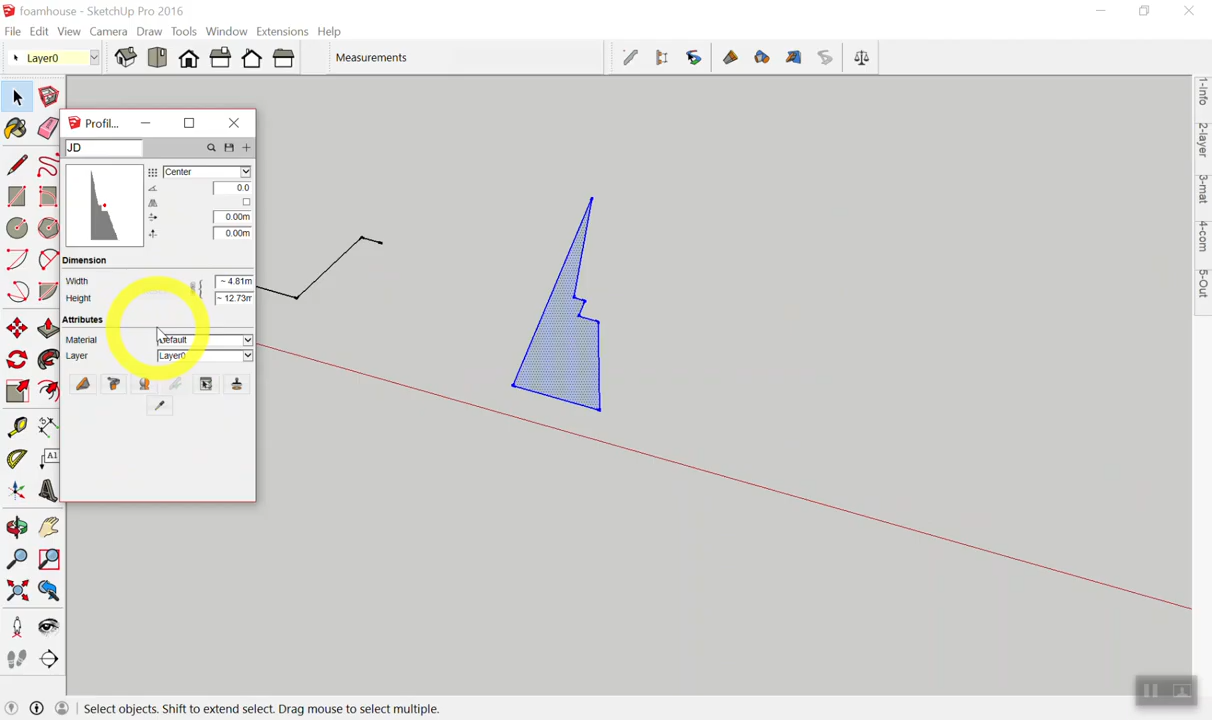 foamhouse - SketchUp Pro 2016
File Edit View Camera Draw Tools Window Extensions Help
Layer0
Measurements
1-Info
2-layer
3-mat
4-com
5-Out
Profil...
JD
Center
0.0
0.00m
0.00m
Dimension
Width ~ 4.81m
Height ~ 12.73m
Attributes
Material Default
Layer Layer0
A1
Select objects. Shift to extend select. Drag mouse to select multiple.